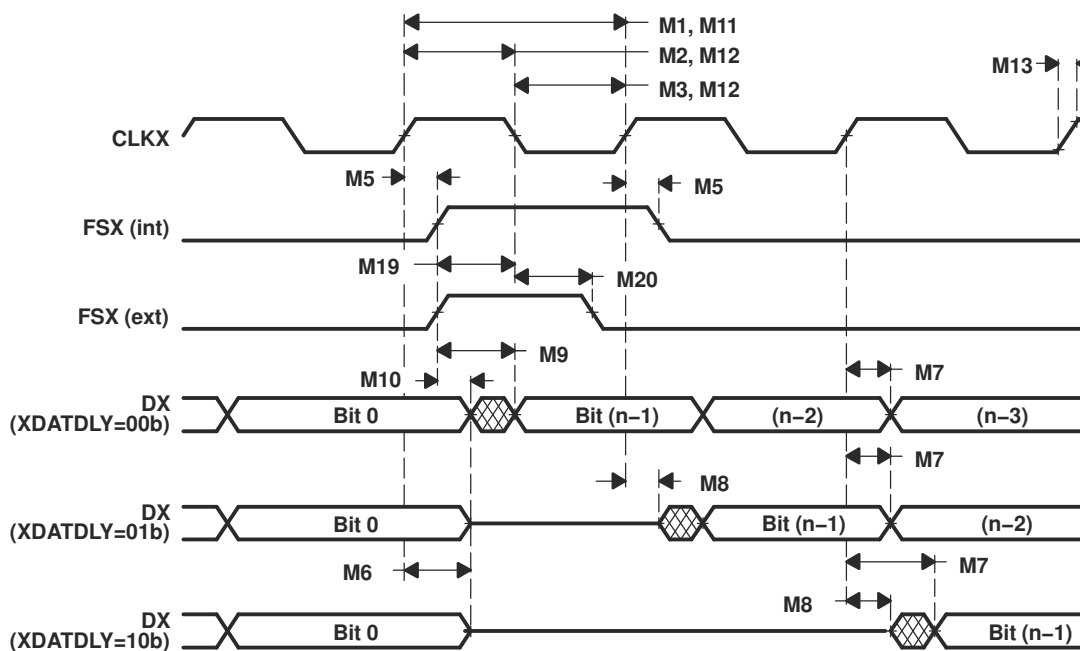 M1, M11
M2, M12
M13
M3, M12
CLKX
M5
M5
FSX (int)
M19
M20
FSX (ext)
M9
M10
M7
DX
(XDATDLY=00b)
Bit 0
Bit (n−1)
(n−2)
(n−3)
M7
M8
DX
(XDATDLY=01b)
Bit 0
Bit (n−1)
(n−2)
M6
M7
M8
DX
(XDATDLY=10b)
Bit 0
Bit (n−1)